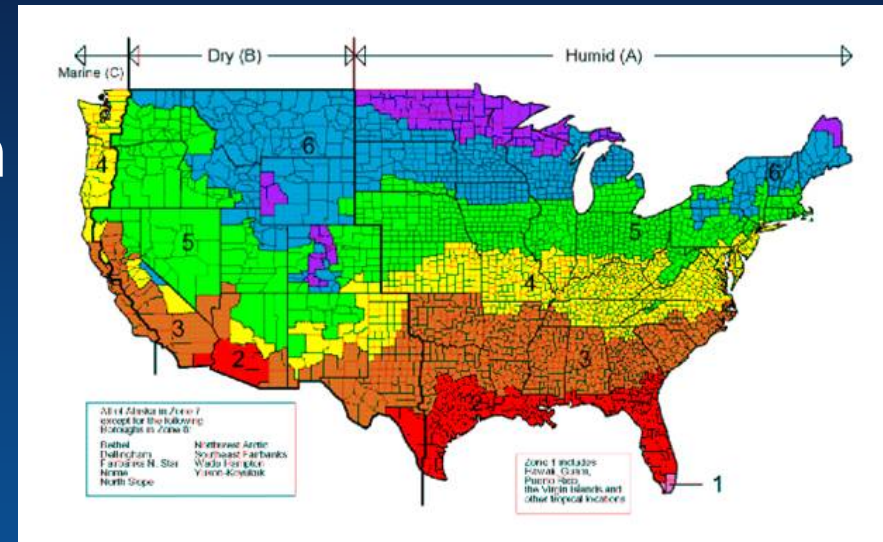 n
Marine (C)
Dry (B)
Humid (A)
4
6
5
3
2
6
5
4
3
2
1
All of Alaska in Zone 7
except for the following
Boroughs in Zone 8:
Bethel Northwest Arctic
Dellingham Southeast Fairbanks
Fairbanks N. Star Wade Hampton
Nome Yukon-Koyukuk
North Slope
Zone 1 includes
Hawaii, Guam,
Puerto Rico,
the Virgin Islands and
other tropical locations